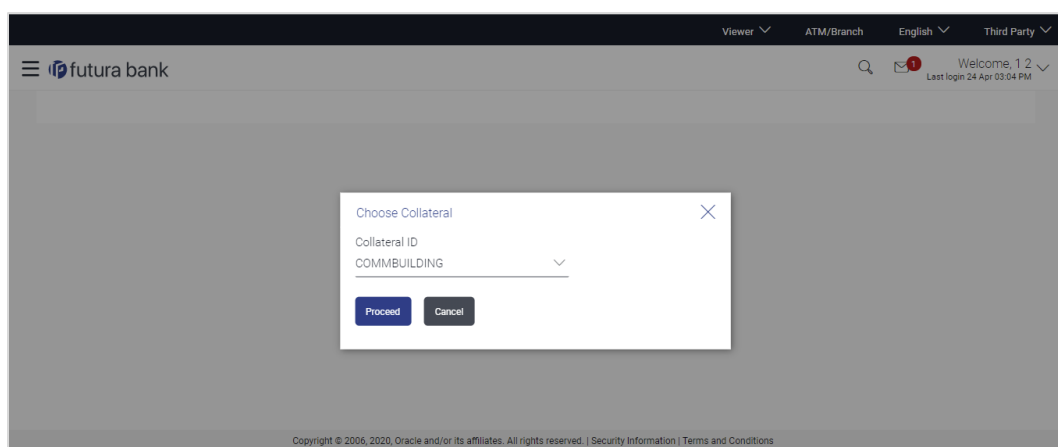 Viewer ATM/Branch English Third Party
futura bank 1 Welcome, 1 2
Last login 24 Apr 03:04 PM
Choose Collateral
Collateral ID
COMMBUILDING
Proceed Cancel
Copyright © 2006, 2020, Oracle and/or its affiliates. All rights reserved. | Security Information | Terms and Conditions